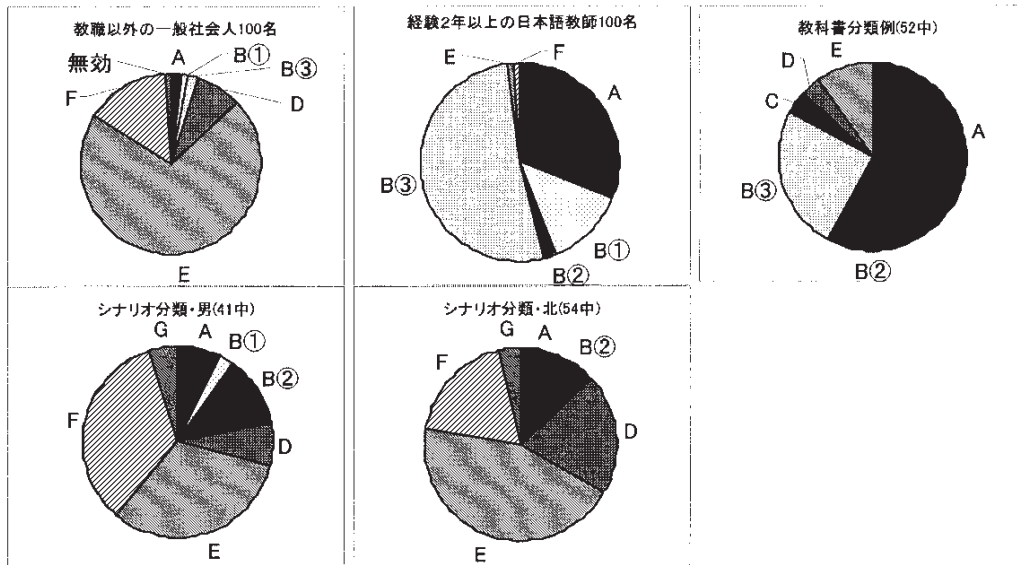 教職以外の一般社会人100名
無効
A
B①
B③
D
F
E
経験2年以上の日本語教師100名
E
F
A
B③
B①
B②
教科書分類例(52中)
E
D
C
A
B③
B②
シナリオ分類・男(41中)
G
A
B①
B②
F
D
E
シナリオ分類・北(54中)
G
A
B②
F
D
E